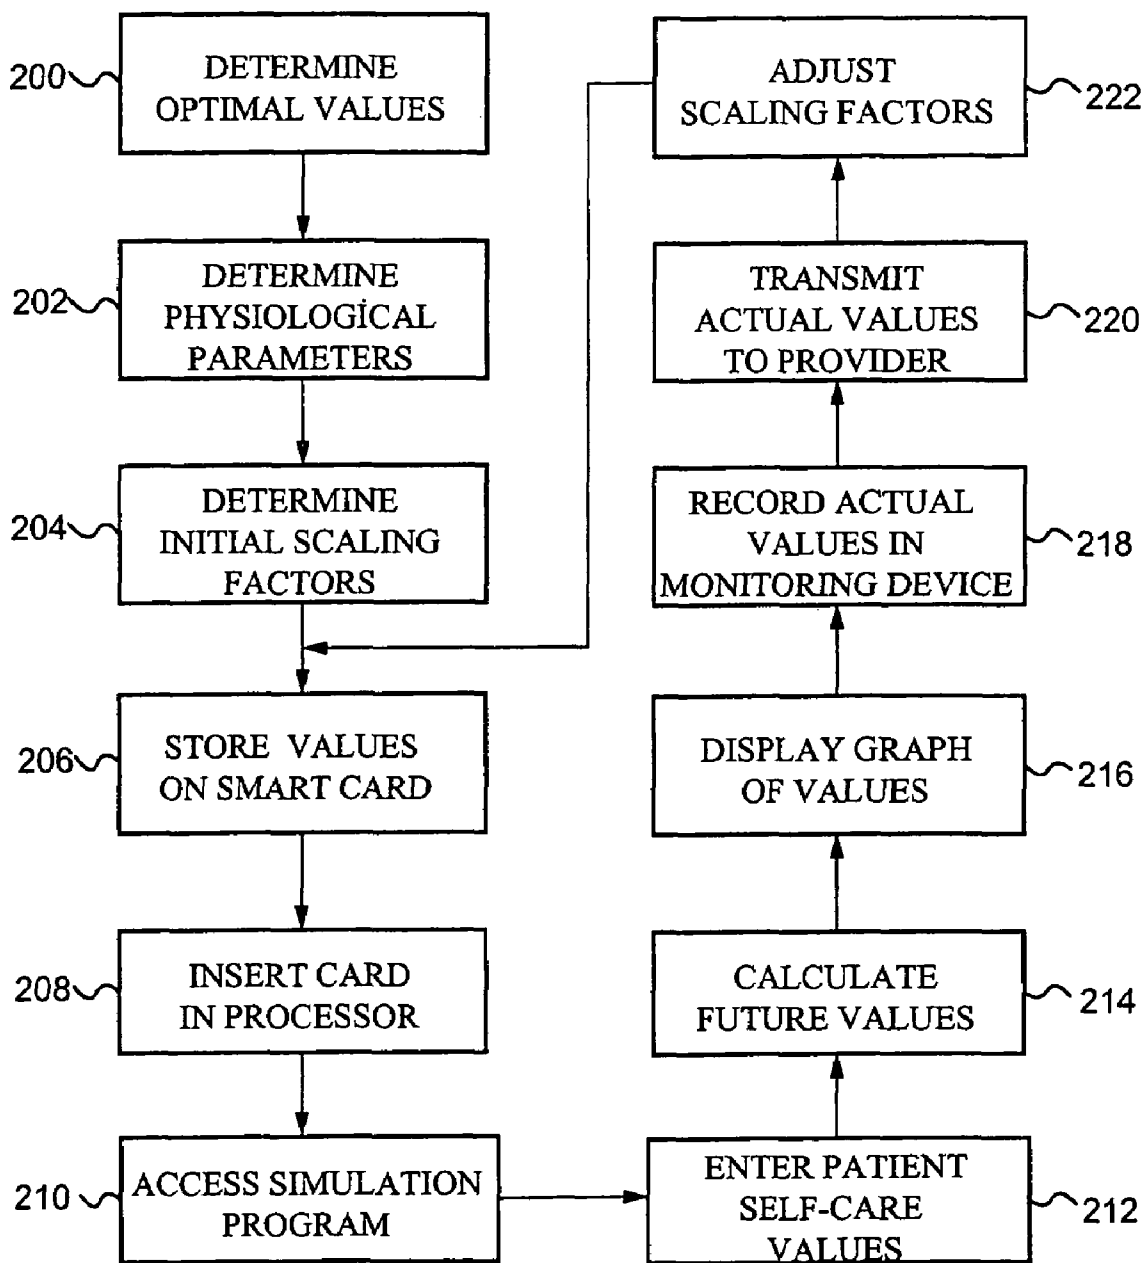 200
DETERMINE
OPTIMAL VALUES
202
DETERMINE
PHYSIOLOGICAL
PARAMETERS
204
DETERMINE
INITIAL SCALING
FACTORS
206
STORE VALUES
ON SMART CARD
208
INSERT CARD
IN PROCESSOR
210
ACCESS SIMULATION
PROGRAM
ENTER PATIENT
SELF-CARE
VALUES
212
CALCULATE
FUTURE VALUES
214
DISPLAY GRAPH
OF VALUES
216
RECORD ACTUAL
VALUES IN
MONITORING DEVICE
218
TRANSMIT
ACTUAL VALUES
TO PROVIDER
220
ADJUST
SCALING FACTORS
222